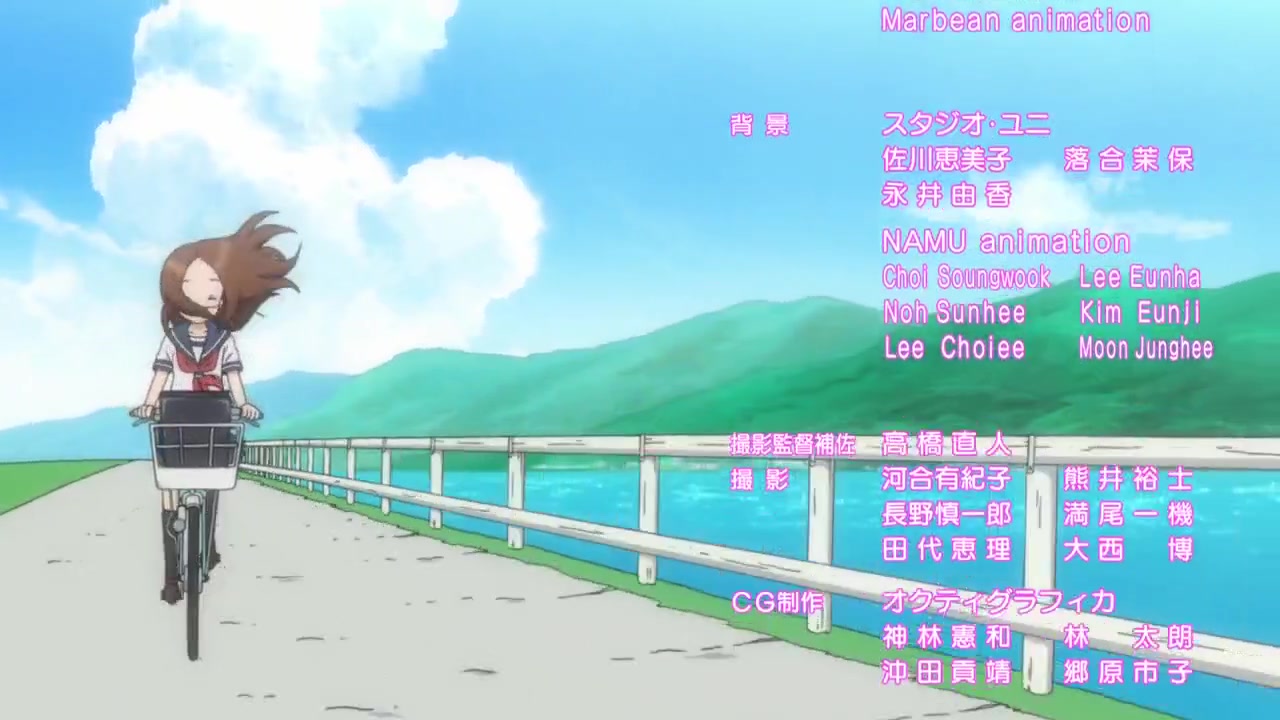 Marbean animation
背景 スタジオ・ユニ
佐川恵美子 落合茉保
永井由香
NAMU animation
Choi Soungwook Lee Eunha
Noh Sunhee Kim Eunji
Lee Choiee Moon Junghee
撮影監督補佐 高橋直人
撮影 河合有紀子 熊井裕士
長野慎一郎 満尾一機
田代恵理 大西博
CG制作 オクティグラフィカ
神林憲和 林太朗
沖田貢靖 郷原市子